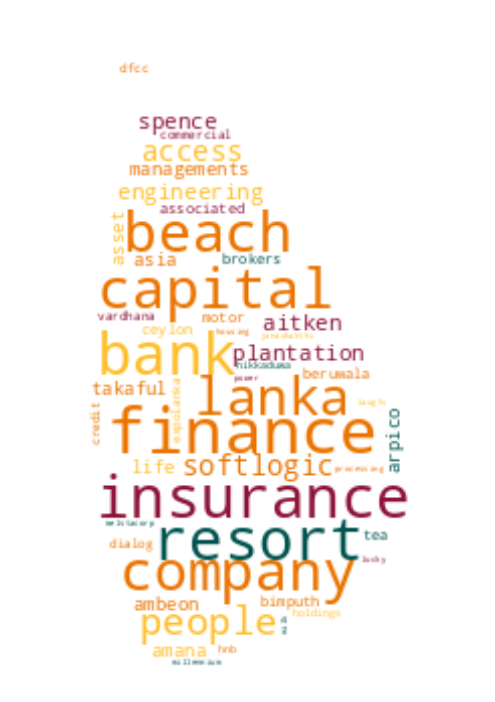 dfcc
spence
commercial
access
managements
engineering
associated
asset
beach
asia
brokers
capital
vardhana
motor
aitken
ceylon
housing
bank
plantation
hikkaduwa
power
berumala
takaful
lanka
expolanka
credit
finance
arpico
life
softlogic
processing
insurance
melstacorp
resort
tea
dialog
lucky
company
ambeon
bimputh
holdings
people
amana
hnb
millennium